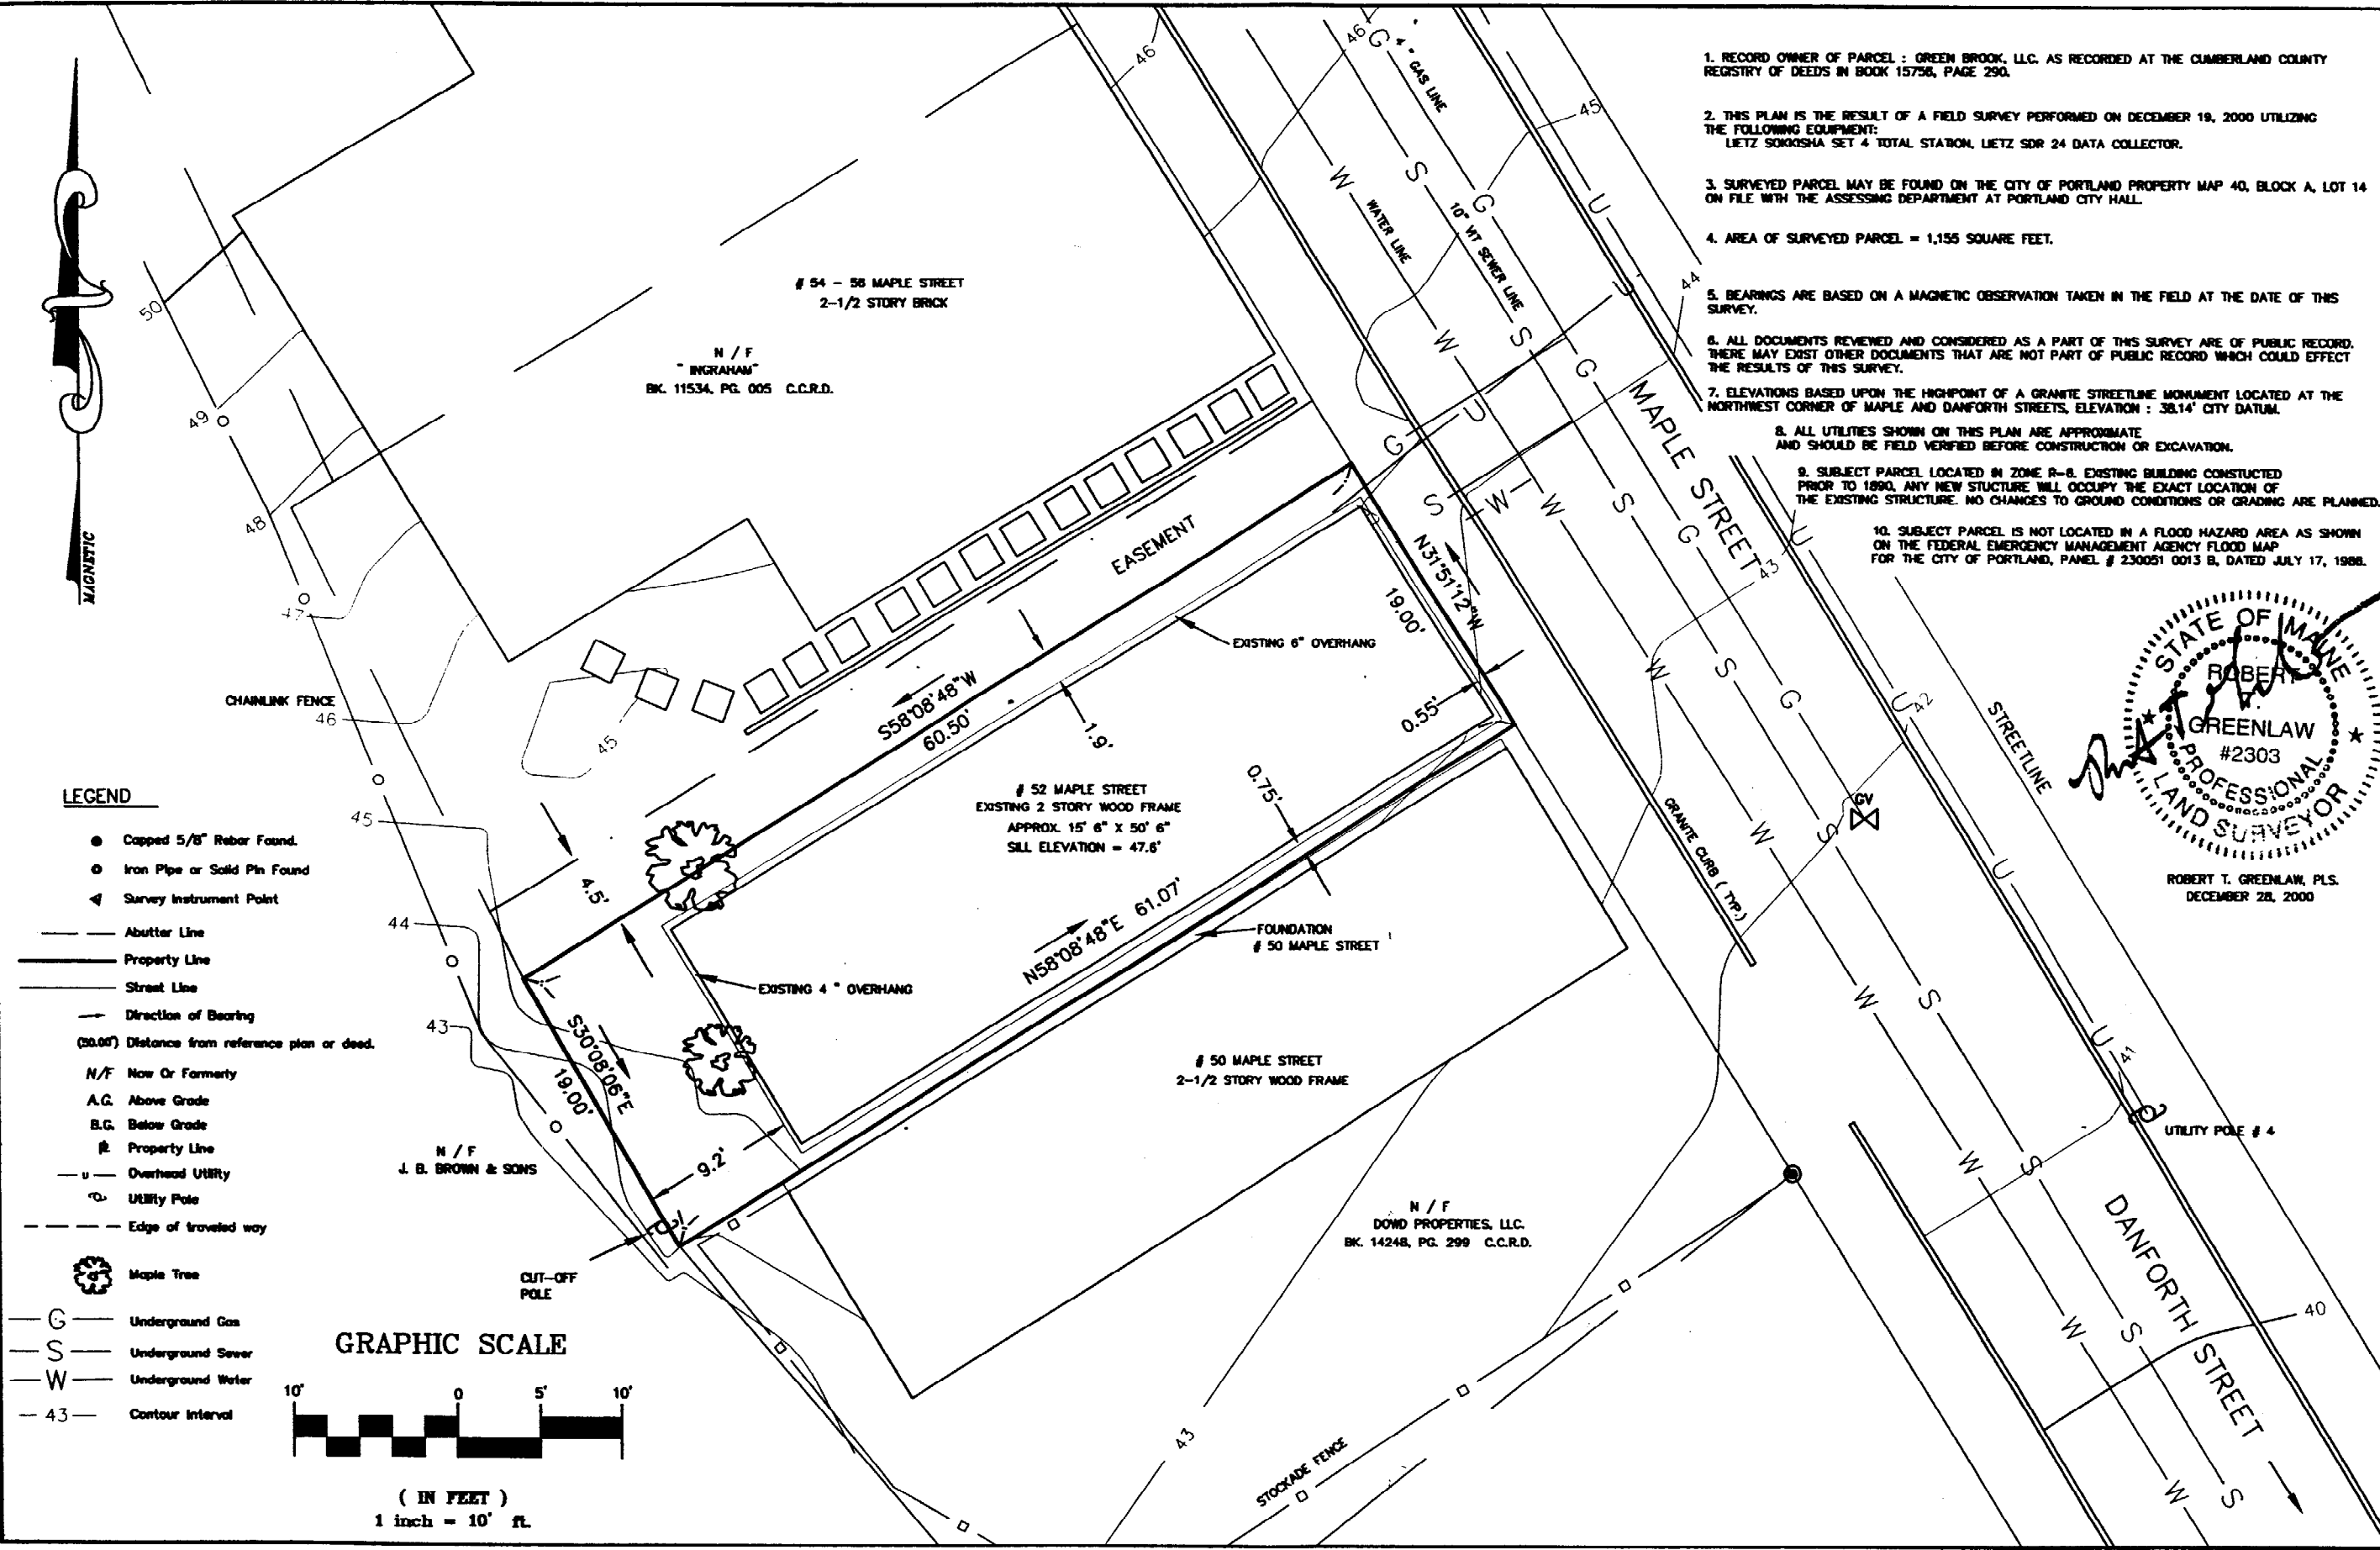 1. RECORD OWNER OF PARCEL : GREEN BROOK, LLC. AS RECORDED AT THE CUMBERLAND COUNTY
REGISTRY OF DEEDS IN BOOK 15756, PAGE 290.
2. THIS PLAN IS THE RESULT OF A FIELD SURVEY PERFORMED ON DECEMBER 19, 2000 UTILIZING
THE FOLLOWING EQUIPMENT:
LIETZ SOKKISHA SET 4 TOTAL STATION, LIETZ SDR 24 DATA COLLECTOR.
3. SURVEYED PARCEL MAY BE FOUND ON THE CITY OF PORTLAND PROPERTY MAP 40, BLOCK A, LOT 14
ON FILE WITH THE ASSESSING DEPARTMENT AT PORTLAND CITY HALL.
4. AREA OF SURVEYED PARCEL = 1,155 SQUARE FEET.
5. BEARINGS ARE BASED ON A MAGNETIC OBSERVATION TAKEN IN THE FIELD AT THE DATE OF THIS
SURVEY.
6. ALL DOCUMENTS REVIEWED AND CONSIDERED AS A PART OF THIS SURVEY ARE OF PUBLIC RECORD.
THERE MAY EXIST OTHER DOCUMENTS THAT ARE NOT PART OF PUBLIC RECORD WHICH COULD EFFECT
THE RESULTS OF THIS SURVEY.
7. ELEVATIONS BASED UPON THE HIGHPOINT OF A GRANITE STREETLINE MONUMENT LOCATED AT THE
NORTHWEST CORNER OF MAPLE AND DANFORTH STREETS, ELEVATION : 38.14' CITY DATUM.
8. ALL UTILITIES SHOWN ON THIS PLAN ARE APPROXIMATE
AND SHOULD BE FIELD VERIFIED BEFORE CONSTRUCTION OR EXCAVATION.
9. SUBJECT PARCEL LOCATED IN ZONE R-6. EXISTING BUILDING CONSTUCTED
PRIOR TO 1890, ANY NEW STUCTURE WILL OCCUPY THE EXACT LOCATION OF
THE EXISTING STRUCTURE. NO CHANGES TO GROUND CONDITIONS OR GRADING ARE PLANNED.
10. SUBJECT PARCEL IS NOT LOCATED IN A FLOOD HAZARD AREA AS SHOWN
ON THE FEDERAL EMERGENCY MANAGEMENT AGENCY FLOOD MAP
FOR THE CITY OF PORTLAND, PANEL # 230051 0013 B, DATED JULY 17, 1986.
STATE OF MAINE
ROBERT
T.
GREENLAW
#2303
PROFESSIONAL
LAND SURVEYOR
ROBERT T. GREENLAW, PLS.
DECEMBER 28, 2000
MAGNETIC
# 54 - 56 MAPLE STREET
2-1/2 STORY BRICK
N / F
" INGRAHAM"
BK. 11534, PG. 005 C.C.R.D.
50
49
48
47
46
45
44
43
45
46
46
45
44
43
42
41
40
43
4" GAS LINE
WATER LINE
10" VIT SEWER LINE
MAPLE STREET
STREETLINE
GRANITE CURB ( TYP.)
GV
UTILITY POLE # 4
DANFORTH STREET
G G G G G G G
S S S S S S S S S S S
W W W W W W W W W W
U U U U U U U
EASEMENT
N31°51'12"W
19.00'
EXISTING 6" OVERHANG
S58°08'48"W
60.50'
1.9'
0.55'
0.75'
CHAINLINK FENCE
# 52 MAPLE STREET
EXISTING 2 STORY WOOD FRAME
APPROX. 15' 6" X 50' 6"
SILL ELEVATION = 47.6'
4.5'
N58°08'48"E 61.07'
FOUNDATION
# 50 MAPLE STREET
EXISTING 4 " OVERHANG
S30°08'06"E
19.00'
9.2'
# 50 MAPLE STREET
2-1/2 STORY WOOD FRAME
N / F
J. B. BROWN & SONS
N / F
DOWD PROPERTIES, LLC.
BK. 14248, PG. 299 C.C.R.D.
CUT-OFF
POLE
STOCKADE FENCE
LEGEND
Capped 5/8" Rebar Found.
Iron Pipe or Solid Pin Found
Survey Instrument Point
Abutter Line
Property Line
Street Line
Direction of Bearing
(50.00') Distance from reference plan or deed.
N/F Now Or Formerly
A.G. Above Grade
B.G. Below Grade
PL Property Line
U Overhead Utility
Utility Pole
Edge of traveled way
Maple Tree
G Underground Gas
S Underground Sewer
W Underground Water
43 Contour Interval
GRAPHIC SCALE
10' 0 5' 10'
( IN FEET )
1 inch = 10' ft.